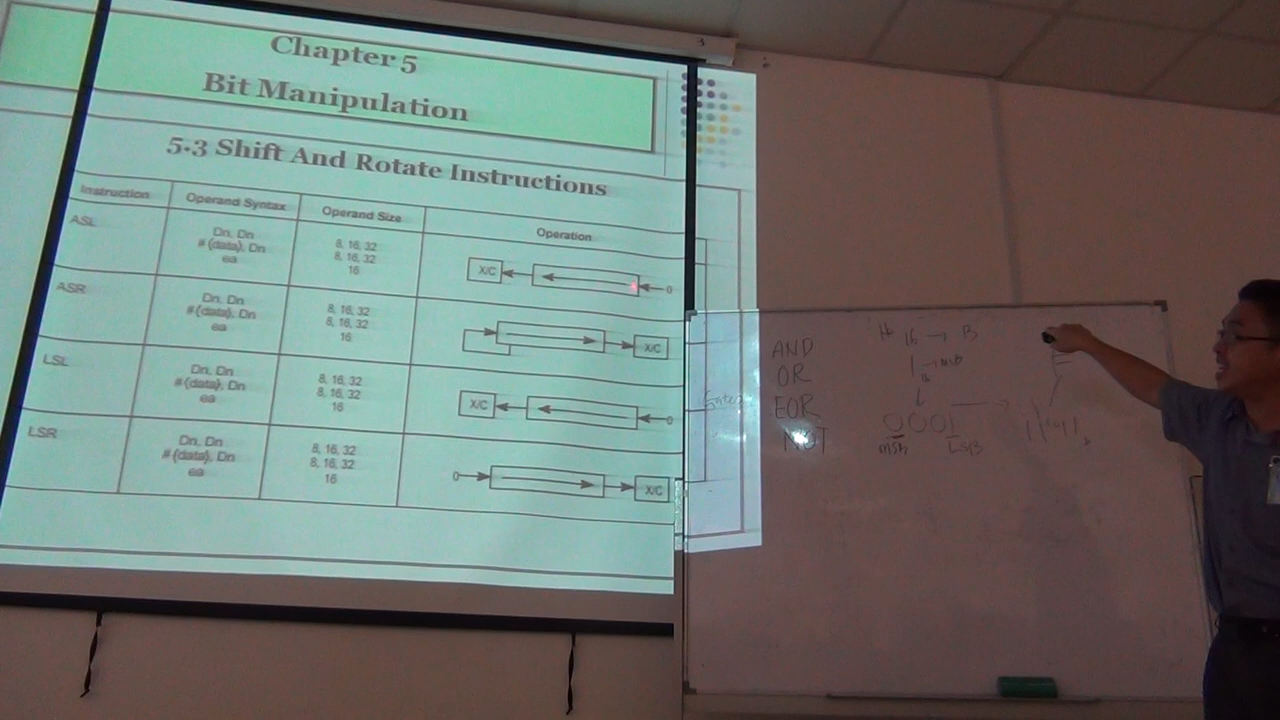 3
Chapter 5
Bit Manipulation
5.3 Shift And Rotate Instructions
Instruction Operand Syntax Operand Size Operation
ASL
Dn, Dn 8, 16, 32
# ⟨data⟩, Dn 8, 16, 32
ea 16
X/C 0
ASR
Dn, Dn 8, 16, 32
# ⟨data⟩, Dn 8, 16, 32
ea 16
X/C
LSL
Dn, Dn 8, 16, 32
# ⟨data⟩, Dn 8, 16, 32
ea 16
X/C 0
LSR
Dn, Dn 8, 16, 32
# ⟨data⟩, Dn 8, 16, 32
ea 16
0 X/C
AND
OR
EOR
NOT
16 → B
0001
MSB LSB